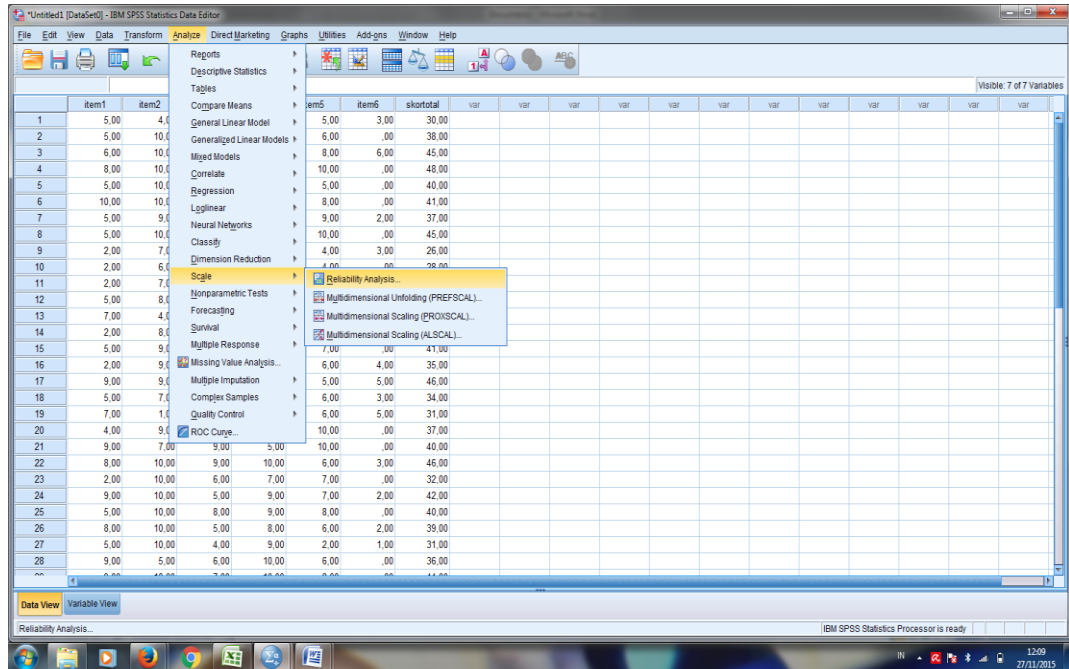 *Untitled1 [DataSet0] - IBM SPSS Statistics Data Editor
File Edit View Data Transform Analyze Direct Marketing Graphs Utilities Add-ons Window Help
Visible: 7 of 7 Variables
Reports
Descriptive Statistics
Tables
Compare Means
General Linear Model
Generalized Linear Models
Mixed Models
Correlate
Regression
Loglinear
Neural Networks
Classify
Dimension Reduction
Scale
Nonparametric Tests
Forecasting
Survival
Multiple Response
Missing Value Analysis...
Multiple Imputation
Complex Samples
Quality Control
ROC Curve...
Reliability Analysis...
Multidimensional Unfolding (PREFSCAL)...
Multidimensional Scaling (PROXSCAL)...
Multidimensional Scaling (ALSCAL)...
item1 item2 item6 skortotal var var var var var var var var var var var var
1 5,00 5,00 3,00 30,00
2 5,00 6,00 ,00 38,00
3 6,00 8,00 6,00 45,00
4 8,00 10,00 ,00 48,00
5 5,00 5,00 ,00 40,00
6 10,00 8,00 ,00 41,00
7 5,00 9,00 2,00 37,00
8 5,00 10,00 ,00 45,00
9 2,00 4,00 3,00 26,00
10 2,00
11 2,00
12 5,00
13 7,00
14 2,00
15 5,00 7,00 ,00 41,00
16 2,00 6,00 4,00 35,00
17 9,00 5,00 5,00 46,00
18 5,00 6,00 3,00 34,00
19 7,00 6,00 5,00 31,00
20 4,00 10,00 ,00 37,00
21 9,00 7,00 9,00 5,00 10,00 ,00 40,00
22 8,00 10,00 9,00 10,00 6,00 3,00 46,00
23 2,00 10,00 6,00 7,00 7,00 ,00 32,00
24 9,00 10,00 5,00 9,00 7,00 2,00 42,00
25 5,00 10,00 8,00 9,00 8,00 ,00 40,00
26 8,00 10,00 5,00 8,00 6,00 2,00 39,00
27 5,00 10,00 4,00 9,00 2,00 1,00 31,00
28 9,00 5,00 6,00 10,00 6,00 ,00 36,00
Data View Variable View
Reliability Analysis... IBM SPSS Statistics Processor is ready
IN 12:09
27/11/2015